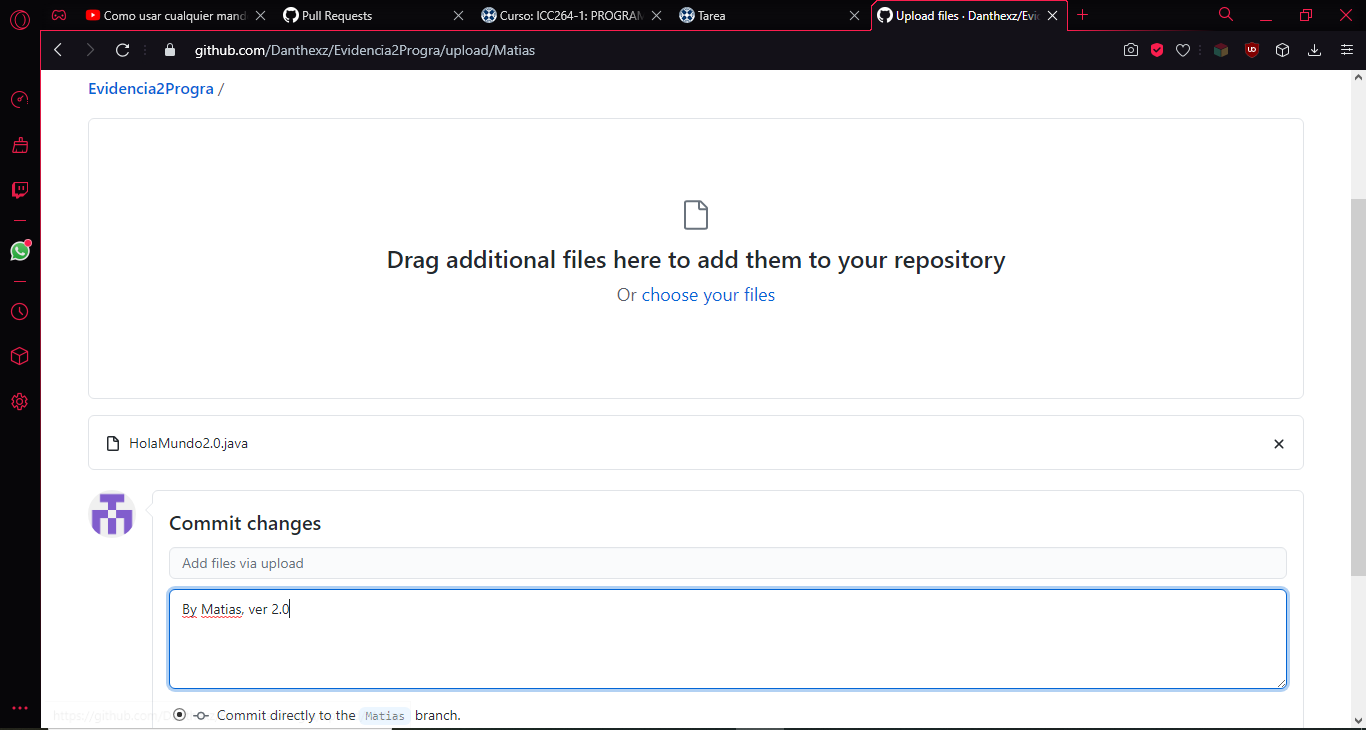 Como usar cualquier mand
Pull Requests
Curso: ICC264-1: PROGRAM
Tarea
Upload files · Danthexz/Evid
github.com/Danthexz/Evidencia2Progra/upload/Matias
Evidencia2Progra /
Drag additional files here to add them to your repository
Or choose your files
HolaMundo2.0.java
Commit changes
Add files via upload
By Matias, ver 2.0
Commit directly to the Matias branch.
https://github.com/D